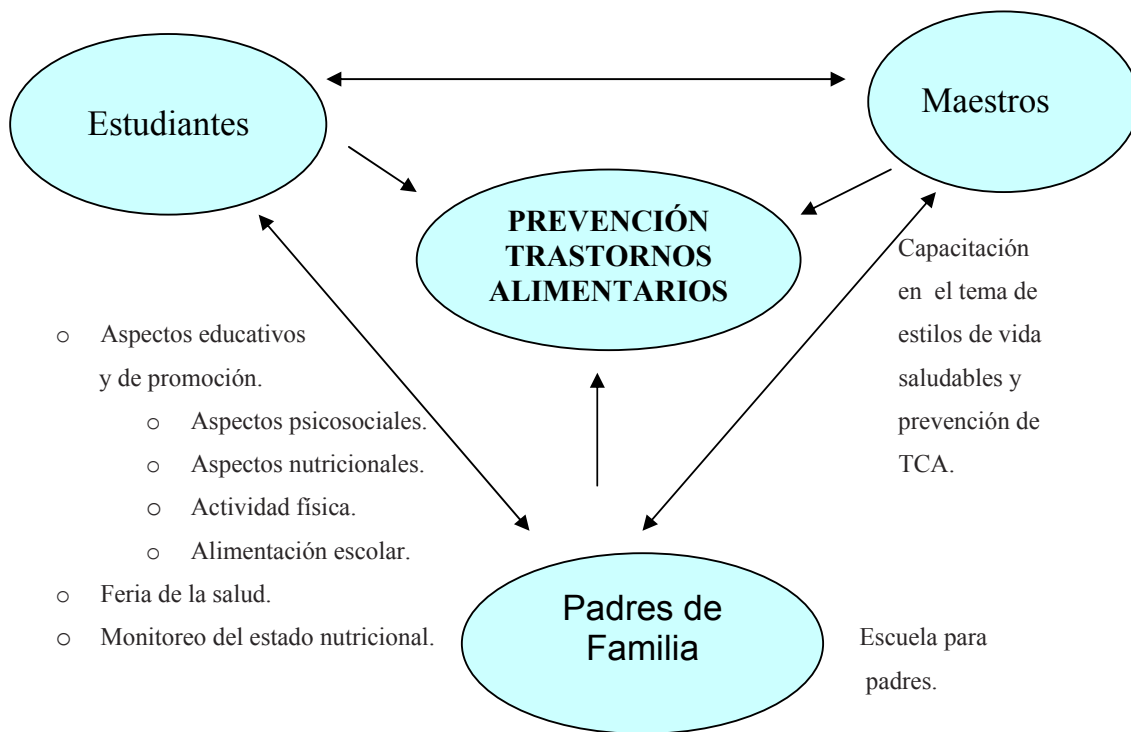 Estudiantes
Maestros
PREVENCIÓN
TRASTORNOS
ALIMENTARIOS
Capacitación
en el tema de
estilos de vida
saludables y
prevención de
TCA.
o Aspectos educativos
y de promoción.
o Aspectos psicosociales.
o Aspectos nutricionales.
o Actividad física.
o Alimentación escolar.
o Feria de la salud.
o Monitoreo del estado nutricional.
Padres de
Familia
Escuela para
padres.